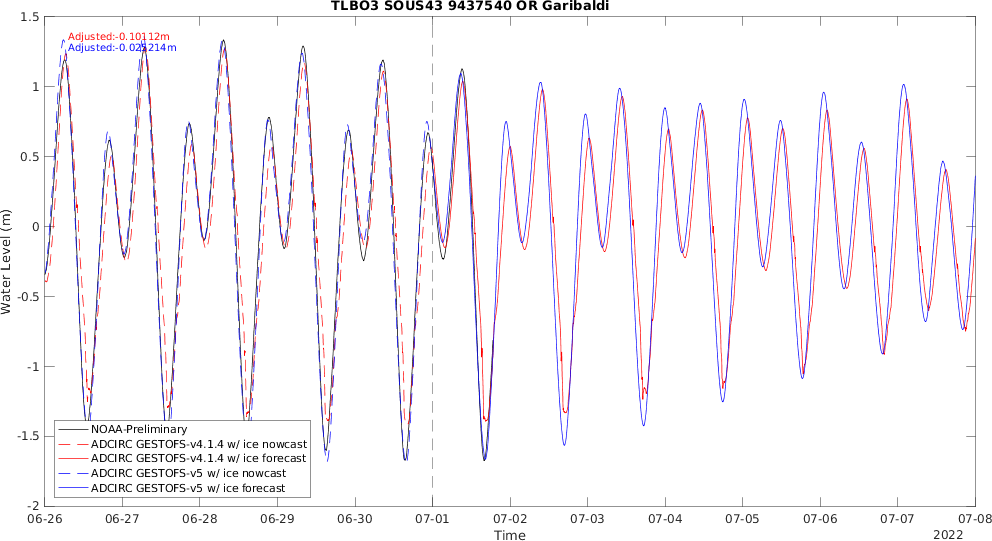 TLBO3 SOUS43 9437540 OR Garibaldi
Adjusted:-0.10112m
1.5
1
0.5
0
-0.5
-1
-1.5
-2
Water Level (m)
NOAA-Preliminary
ADCIRC GESTOFS-v4.1.4 w/ ice nowcast
ADCIRC GESTOFS-v4.1.4 w/ ice forecast
ADCIRC GESTOFS-v5 w/ ice nowcast
ADCIRC GESTOFS-v5 w/ ice forecast
06-26 06-27 06-28 06-29 06-30 07-01 07-02 07-03 07-04 07-05 07-06 07-07 07-08
Time
2022